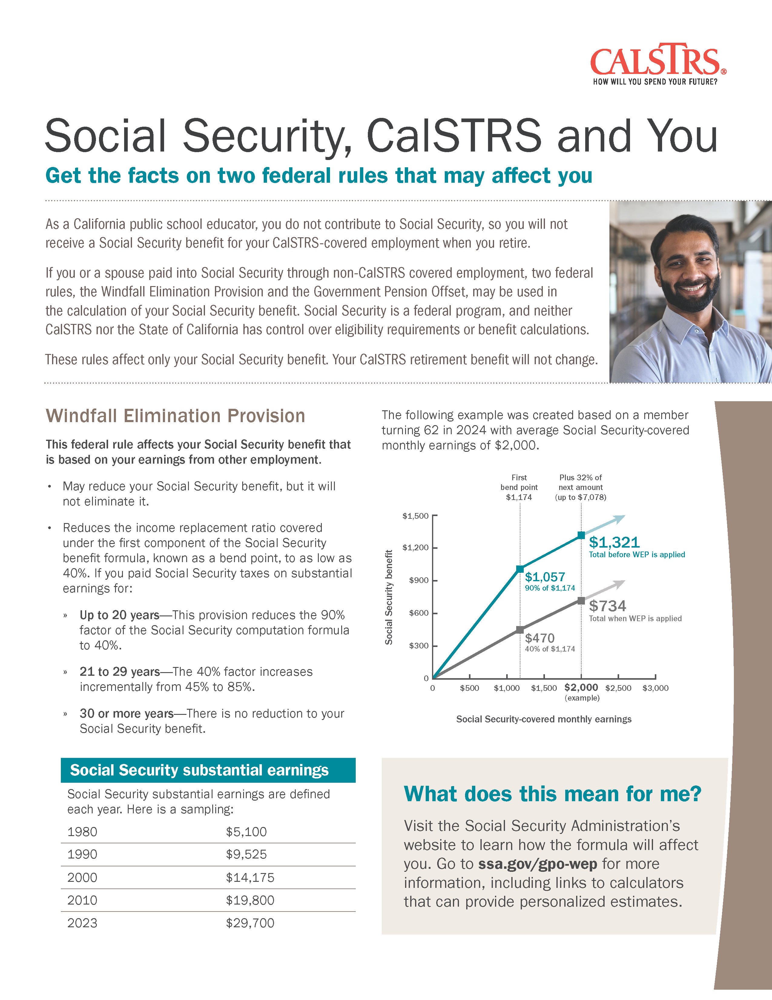 CALSTRS®
HOW WILL YOU SPEND YOUR FUTURE?
Social Security, CalSTRS and You
Get the facts on two federal rules that may affect you
As a California public school educator, you do not contribute to Social Security, so you will not
receive a Social Security benefit for your CalSTRS-covered employment when you retire.
If you or a spouse paid into Social Security through non-CalSTRS covered employment, two federal
rules, the Windfall Elimination Provision and the Government Pension Offset, may be used in
the calculation of your Social Security benefit. Social Security is a federal program, and neither
CalSTRS nor the State of California has control over eligibility requirements or benefit calculations.
These rules affect only your Social Security benefit. Your CalSTRS retirement benefit will not change.
Windfall Elimination Provision
This federal rule affects your Social Security benefit that
is based on your earnings from other employment.
• May reduce your Social Security benefit, but it will
not eliminate it.
• Reduces the income replacement ratio covered
under the first component of the Social Security
benefit formula, known as a bend point, to as low as
40%. If you paid Social Security taxes on substantial
earnings for:
» Up to 20 years—This provision reduces the 90%
factor of the Social Security computation formula
to 40%.
» 21 to 29 years—The 40% factor increases
incrementally from 45% to 85%.
» 30 or more years—There is no reduction to your
Social Security benefit.
Social Security substantial earnings
Social Security substantial earnings are defined
each year. Here is a sampling:
1980 $5,100
1990 $9,525
2000 $14,175
2010 $19,800
2023 $29,700
The following example was created based on a member
turning 62 in 2024 with average Social Security-covered
monthly earnings of $2,000.
First
bend point
$1,174
Plus 32% of
next amount
(up to $7,078)
Social Security benefit
$1,500
$1,200
$900
$600
$300
0
$1,321
Total before WEP is applied
$1,057
90% of $1,174
$734
Total when WEP is applied
$470
40% of $1,174
0 $500 $1,000 $1,500 $2,000 $2,500 $3,000
(example)
Social Security-covered monthly earnings
What does this mean for me?
Visit the Social Security Administration’s
website to learn how the formula will affect
you. Go to ssa.gov/gpo-wep for more
information, including links to calculators
that can provide personalized estimates.